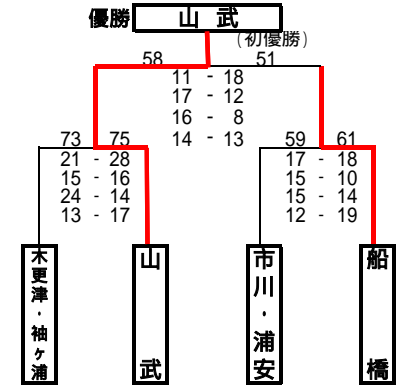 優勝 山武
(初優勝)
58 51
11 - 18
17 - 12
16 - 8
14 - 13
73 75 59 61
21 - 28 17 - 18
15 - 16 15 - 10
24 - 14 15 - 14
13 - 17 12 - 19
木更津・袖ヶ浦
山武
市川・浦安
船橋